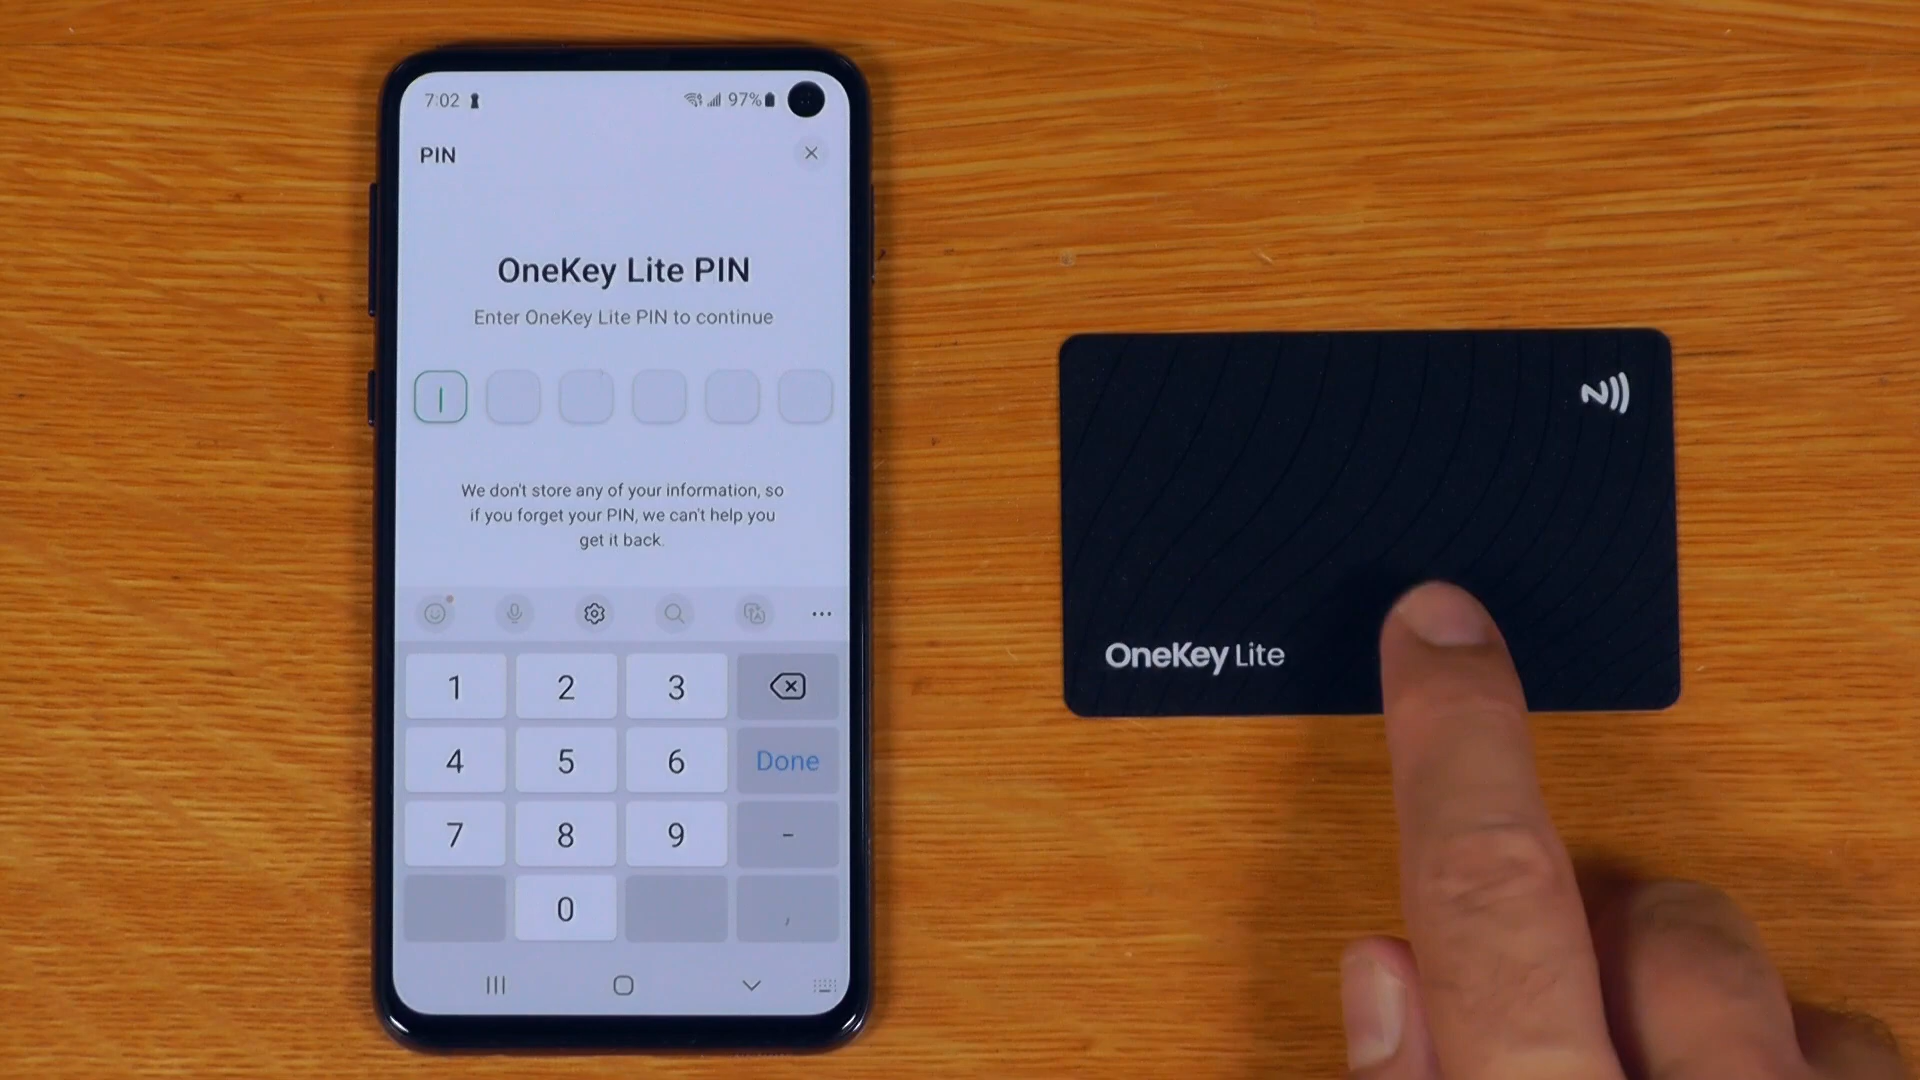 7:02 97%
PIN
OneKey Lite PIN
Enter OneKey Lite PIN to continue
We don't store any of your information, so
if you forget your PIN, we can't help you
get it back.
1 2 3
4 5 6 Done
7 8 9 -
0 ,
OneKey Lite